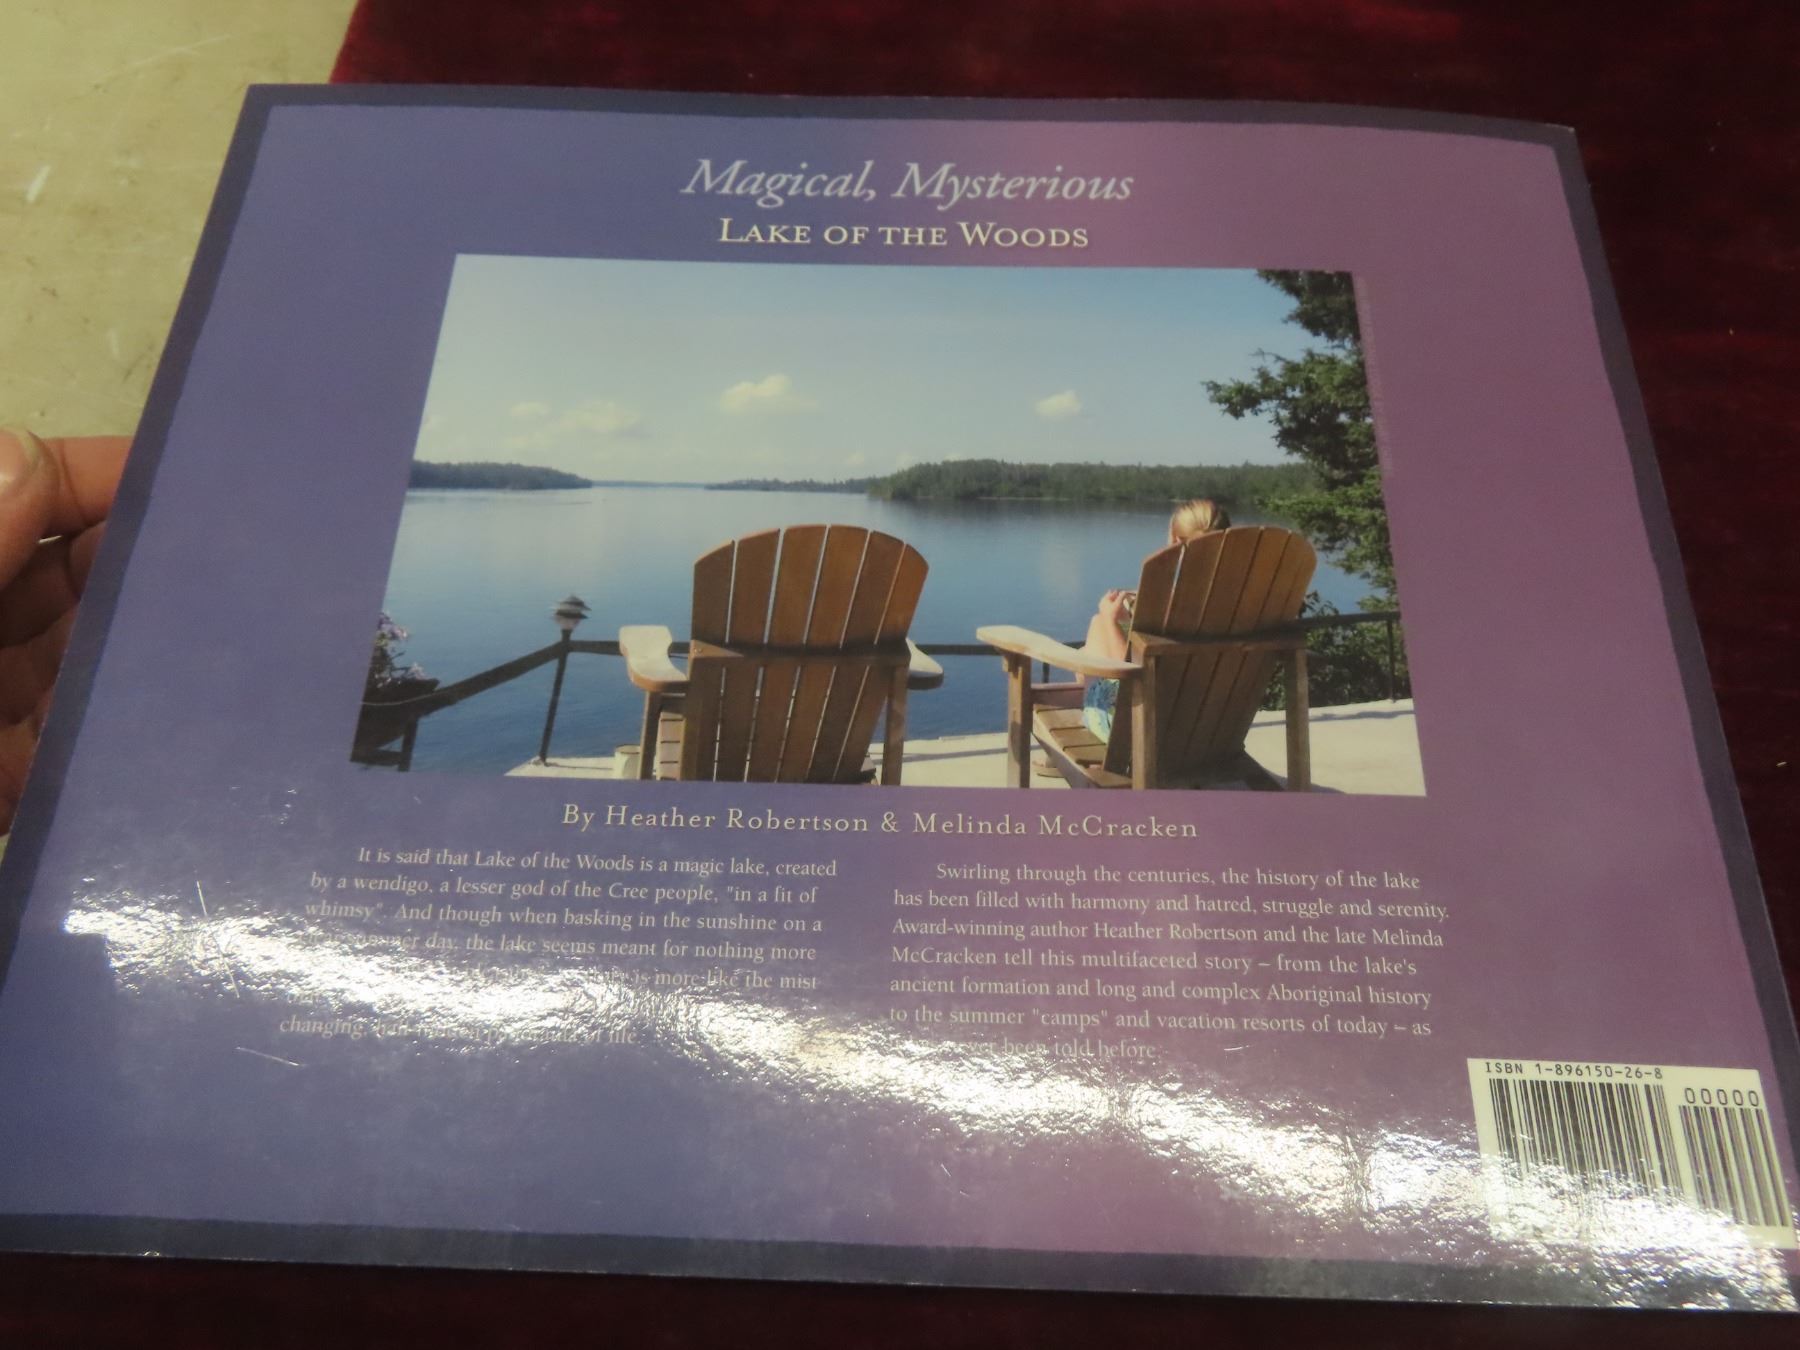 Magical, Mysterious
LAKE OF THE WOODS
By Heather Robertson & Melinda McCracken
It is said that Lake of the Woods is a magic lake, created
by a wendigo, a lesser god of the Cree people, "in a fit of
whimsy". And though when basking in the sunshine on a
summer day, the lake seems meant for nothing more
is more like the mist
changing, of life.
Swirling through the centuries, the history of the lake
has been filled with harmony and hatred, struggle and serenity.
Award-winning author Heather Robertson and the late Melinda
McCracken tell this multifaceted story – from the lake's
ancient formation and long and complex Aboriginal history
to the summer "camps" and vacation resorts of today – as
never been told before.
ISBN 1-896150-26-8
00000